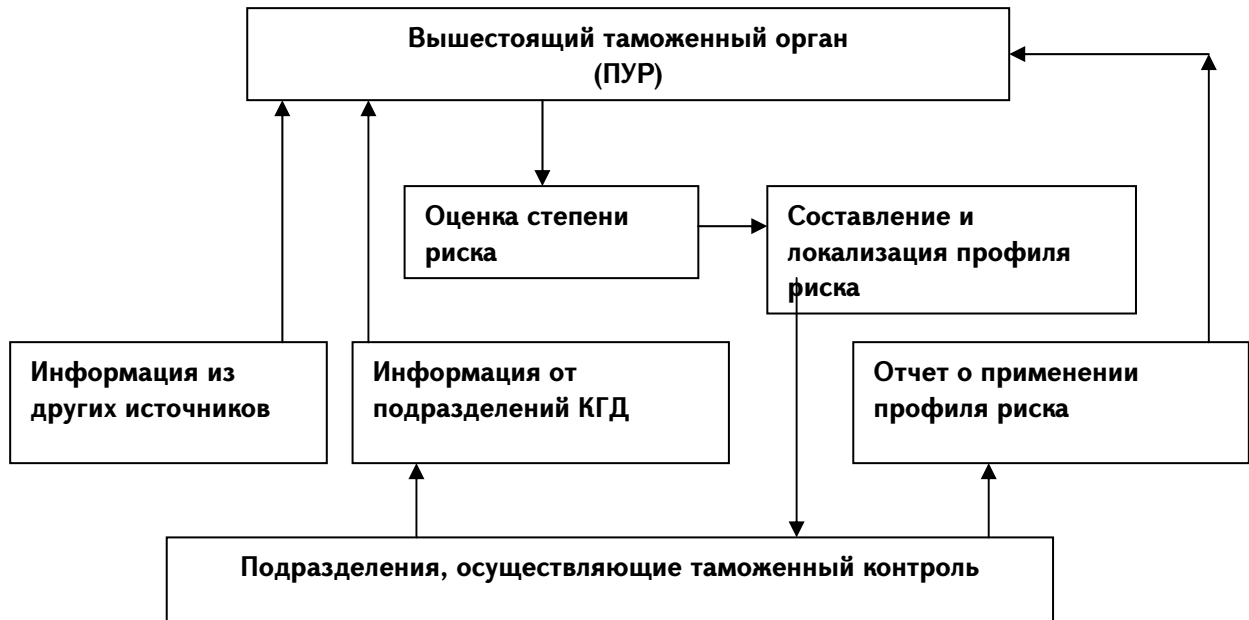 Вышестоящий таможенный орган
(ПУР)
Оценка степени
риска
Составление и
локализация профиля
риска
Информация из
других источников
Информация от
подразделений КГД
Отчет о применении
профиля риска
Подразделения, осуществляющие таможенный контроль